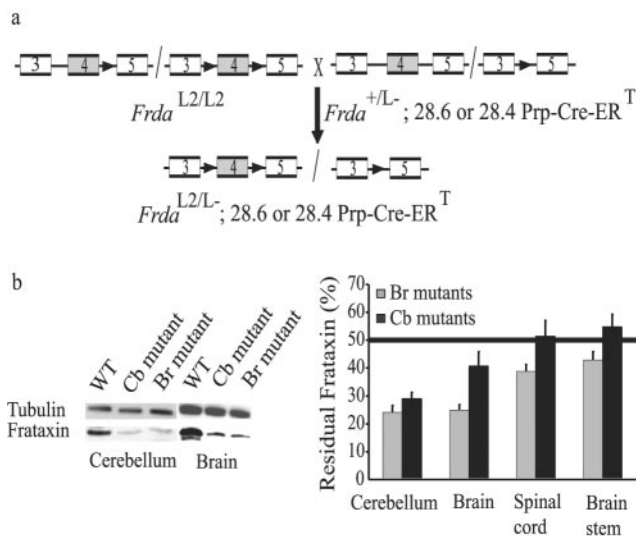 a
3 4 5 / 3 4 5 X 3 4 5 / 3 5
Frda L2/L2
Frda +/L- ; 28.6 or 28.4 Prp-Cre-ER T
3 4 5 / 3 5
Frda L2/L- ; 28.6 or 28.4 Prp-Cre-ER T
b
WT Cb mutant Br mutant WT Cb mutant Br mutant
Tubulin
Frataxin
Cerebellum Brain
Residual Frataxin (%)
Br mutants
Cb mutants
70
60
50
50
40
30
20
10
0
Cerebellum Brain Spinal cord Brain stem